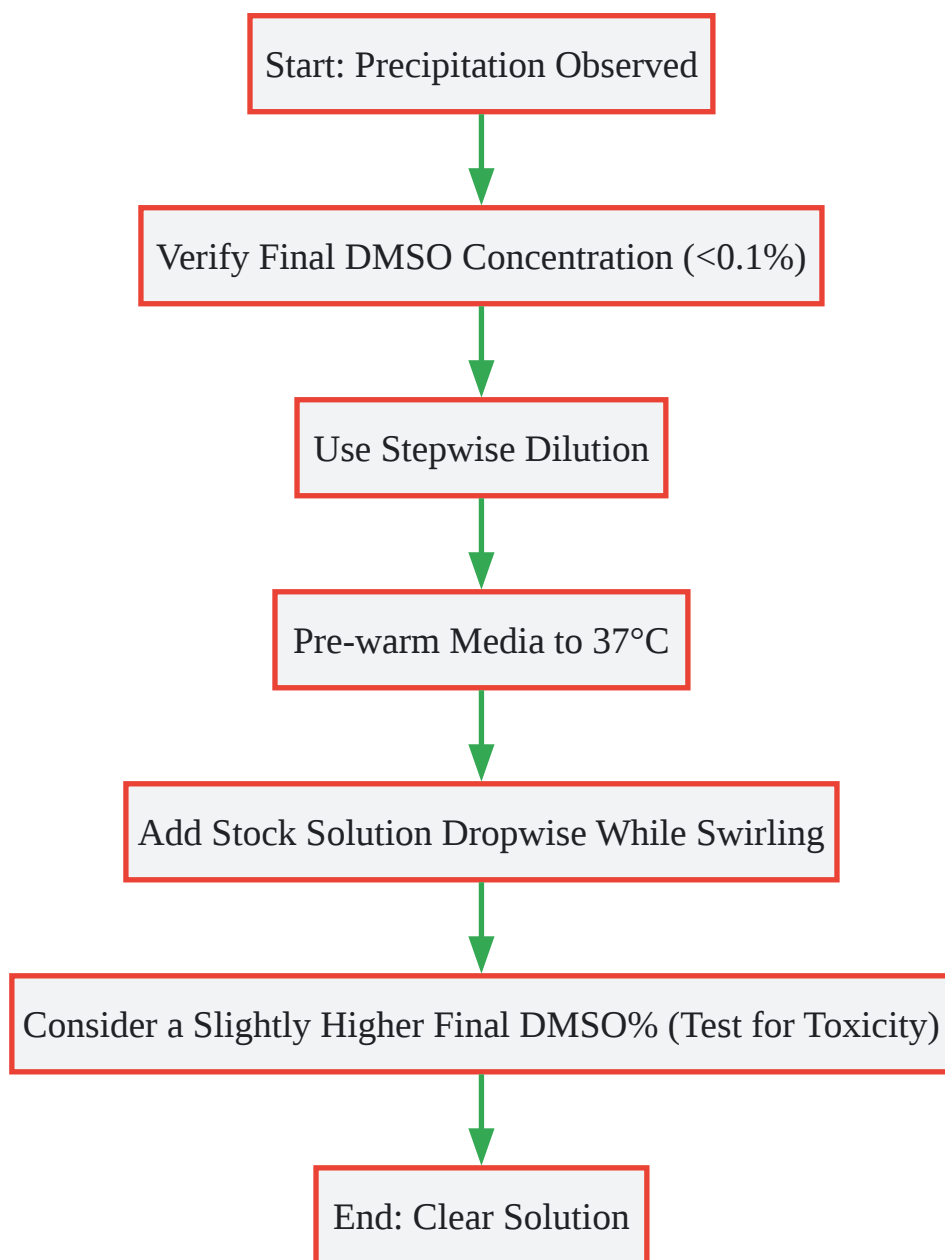 Start: Precipitation Observed
Verify Final DMSO Concentration (<0.1%)
Use Stepwise Dilution
Pre-warm Media to 37°C
Add Stock Solution Dropwise While Swirling
Consider a Slightly Higher Final DMSO% (Test for Toxicity)
End: Clear Solution